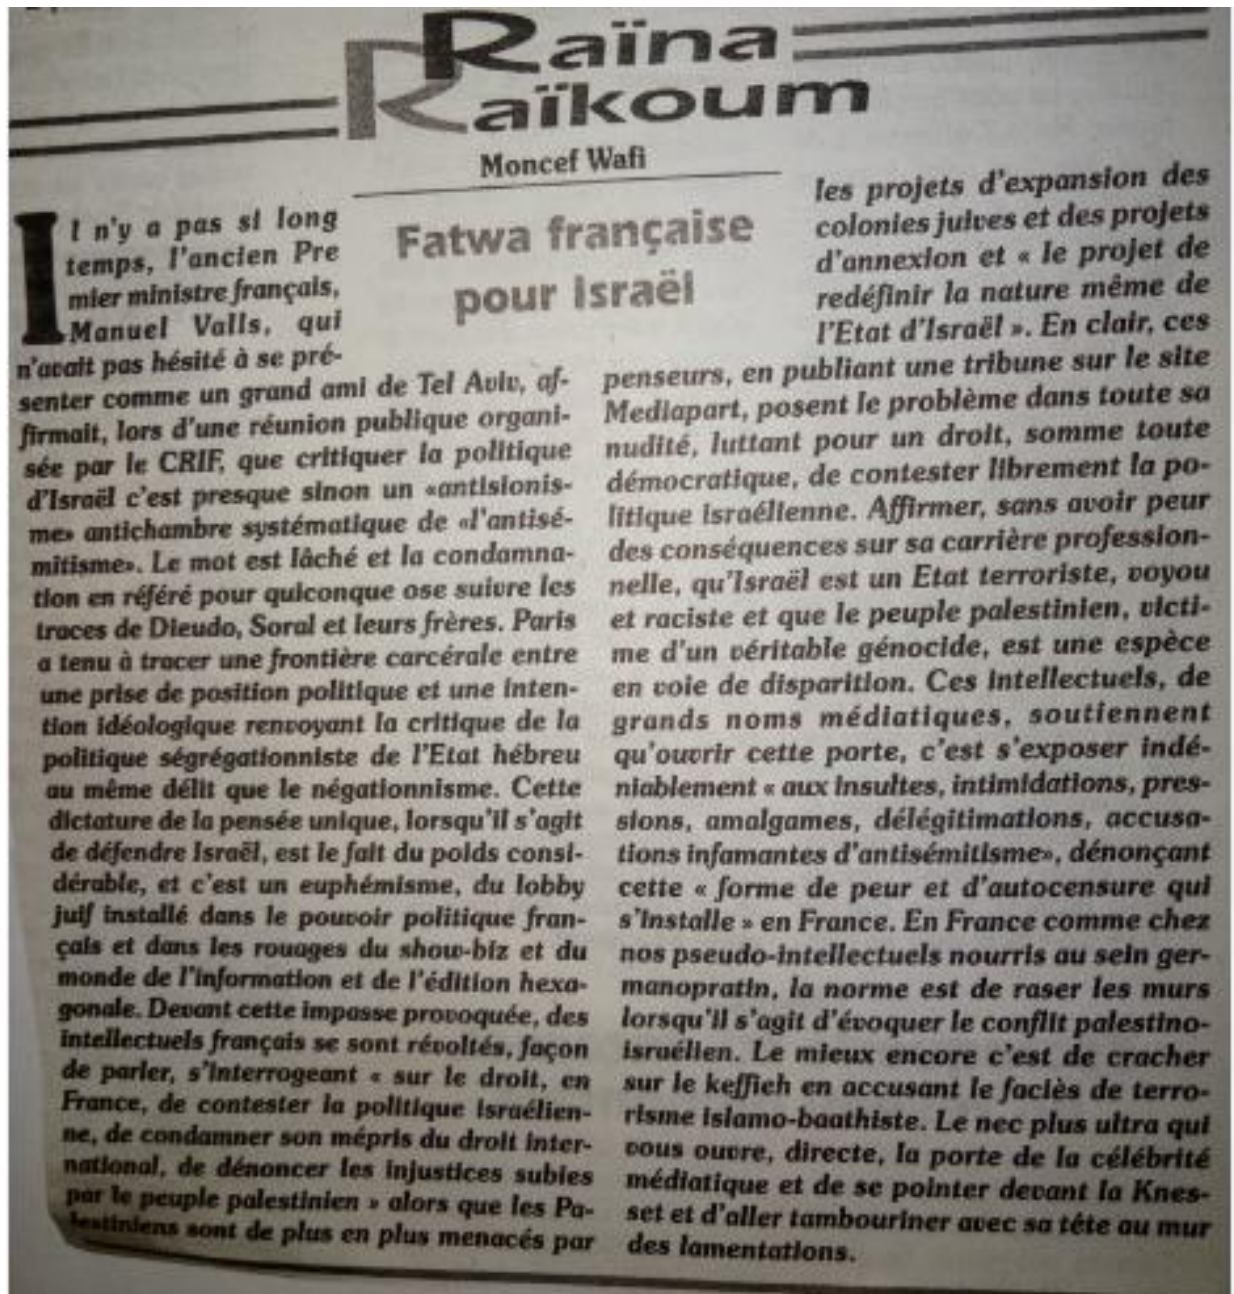 Raïna
Raïkoum
Moncef Wafi
Fatwa française
pour Israël
Il n'y a pas si long
temps, l'ancien Pre
mier ministre français,
Manuel Valls, qui
n'avait pas hésité à se pré-
senter comme un grand ami de Tel Aviv, af-
firmait, lors d'une réunion publique organi-
sée par le CRIF, que critiquer la politique
d'Israël c'est presque sinon un «antisionis-
me» antichambre systématique de «l'antisé-
mitisme». Le mot est lâché et la condamna-
tion en référé pour quiconque ose suivre les
traces de Dieudo, Soral et leurs frères. Paris
a tenu à tracer une frontière carcérale entre
une prise de position politique et une inten-
tion idéologique renvoyant la critique de la
politique ségrégationniste de l'Etat hébreu
au même délit que le négationnisme. Cette
dictature de la pensée unique, lorsqu'il s'agit
de défendre Israël, est le fait du poids consi-
dérable, et c'est un euphémisme, du lobby
juif installé dans le pouvoir politique fran-
çais et dans les rouages du show-biz et du
monde de l'information et de l'édition hexa-
gonale. Devant cette impasse provoquée, des
intellectuels français se sont révoltés, façon
de parler, s'interrogeant « sur le droit, en
France, de contester la politique israélien-
ne, de condamner son mépris du droit inter-
national, de dénoncer les injustices subies
par le peuple palestinien » alors que les Pa-
lestiniens sont de plus en plus menacés par
les projets d'expansion des
colonies juives et des projets
d'annexion et « le projet de
redéfinir la nature même de
l'Etat d'Israël ». En clair, ces
penseurs, en publiant une tribune sur le site
Mediapart, posent le problème dans toute sa
nudité, luttant pour un droit, somme toute
démocratique, de contester librement la po-
litique israélienne. Affirmer, sans avoir peur
des conséquences sur sa carrière profession-
nelle, qu'Israël est un Etat terroriste, voyou
et raciste et que le peuple palestinien, victi-
me d'un véritable génocide, est une espèce
en voie de disparition. Ces intellectuels, de
grands noms médiatiques, soutiennent
qu'ouvrir cette porte, c'est s'exposer indé-
niablement « aux insultes, intimidations, pres-
sions, amalgames, délégitimations, accusa-
tions infamantes d'antisémitisme», dénonçant
cette « forme de peur et d'autocensure qui
s'installe » en France. En France comme chez
nos pseudo-intellectuels nourris au sein ger-
manopratin, la norme est de raser les murs
lorsqu'il s'agit d'évoquer le conflit palestino-
israélien. Le mieux encore c'est de cracher
sur le keffieh en accusant le faciès de terro-
risme islamo-baathiste. Le nec plus ultra qui
vous ouvre, directe, la porte de la célébrité
médiatique et de se pointer devant la Knes-
set et d'aller tambouriner avec sa tête au mur
des lamentations.